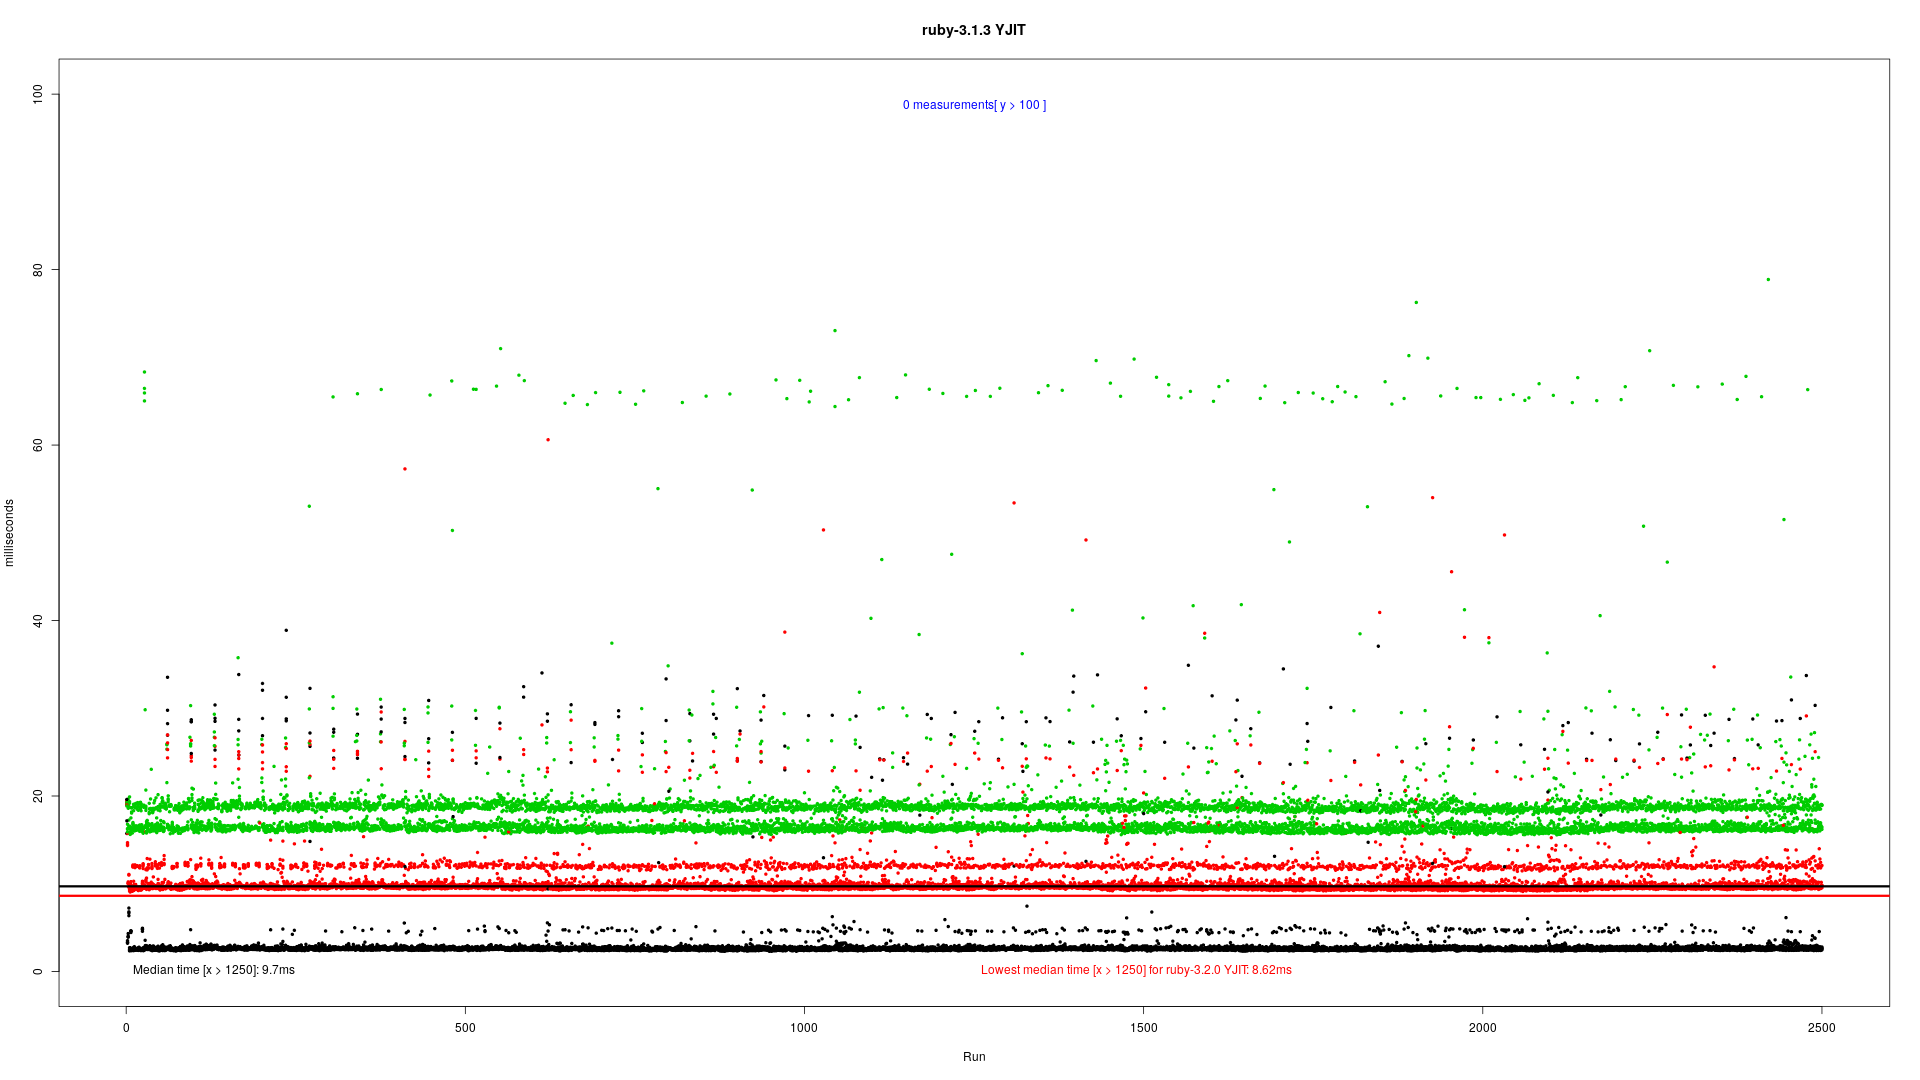 ruby-3.1.3 YJIT
0 measurements[ y > 100 ]
100
80
60
40
20
0
milliseconds
Median time [x > 1250]: 9.7ms
Lowest median time [x > 1250] for ruby-3.2.0 YJIT: 8.62ms
0 500 1000 1500 2000 2500
Run